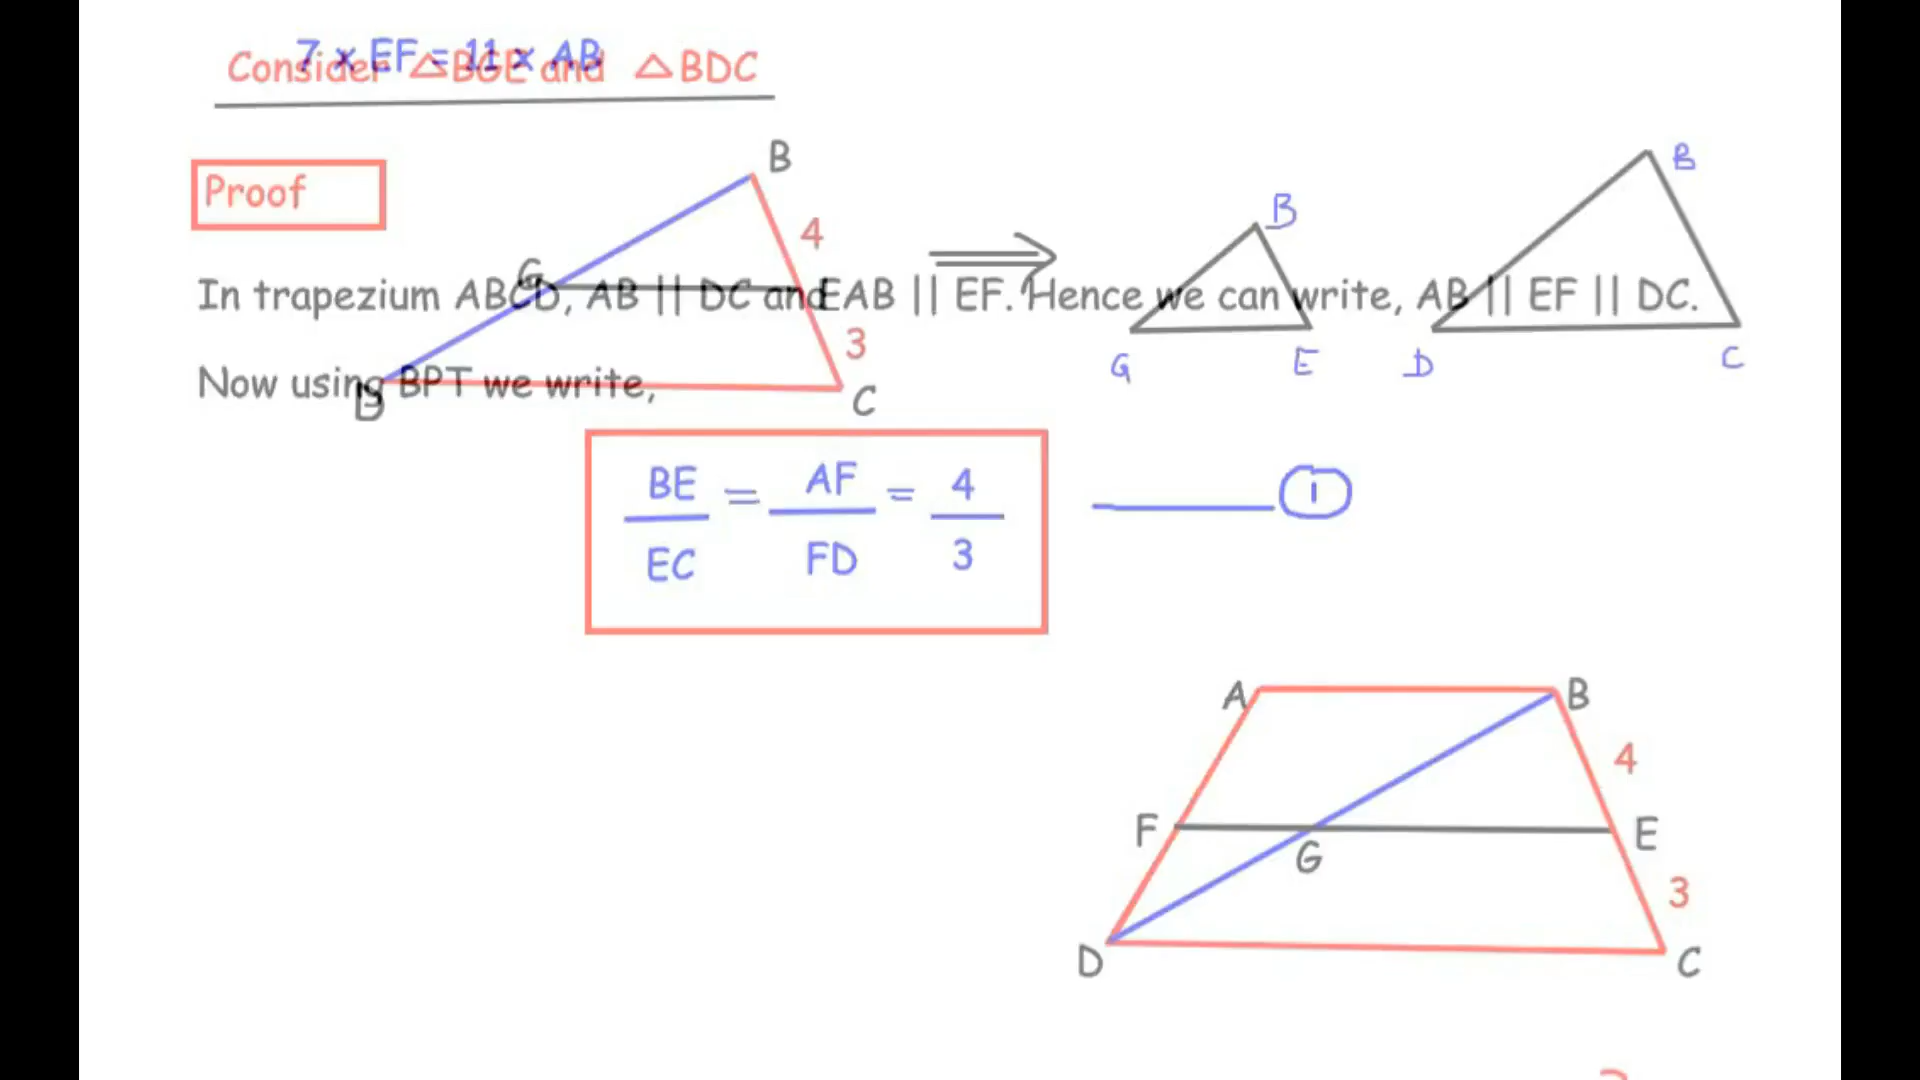 7 x EF = 11 x AB
Consider △BGE and △BDC
Proof
B
4
G
E
3
D
C
B
G
E
B
D
C
In trapezium ABCD, AB || DC and AB || EF. Hence we can write, AB || EF || DC.
Now using BPT we write,
BE = AF = 4
EC FD 3
1
A
B
4
F
G
E
3
D
C